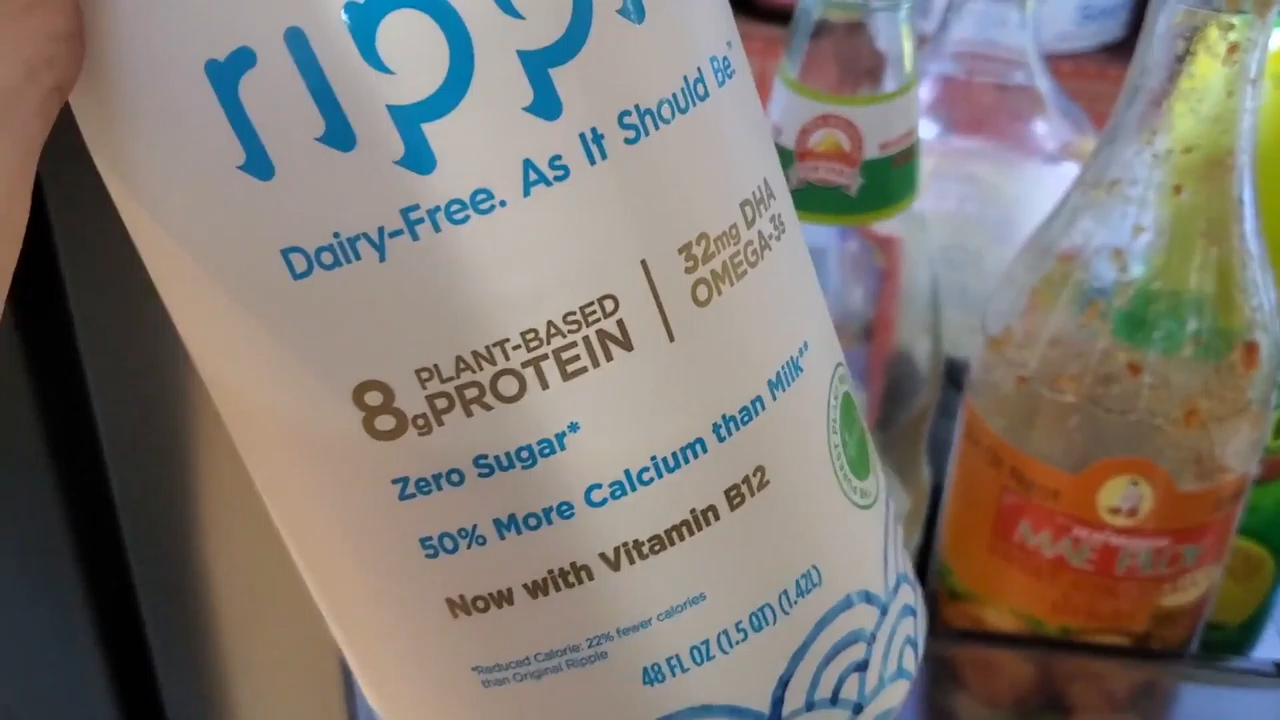 ripp
Dairy-Free. As It Should Be™
8g PLANT-BASED
PROTEIN
32mg DHA
OMEGA-3s
Zero Sugar*
50% More Calcium than Milk**
Now with Vitamin B12
*Reduced Calorie: 22% fewer calories
than Original Ripple
48 FL OZ (1.5 QT) (1.42L)
MAE PLOY